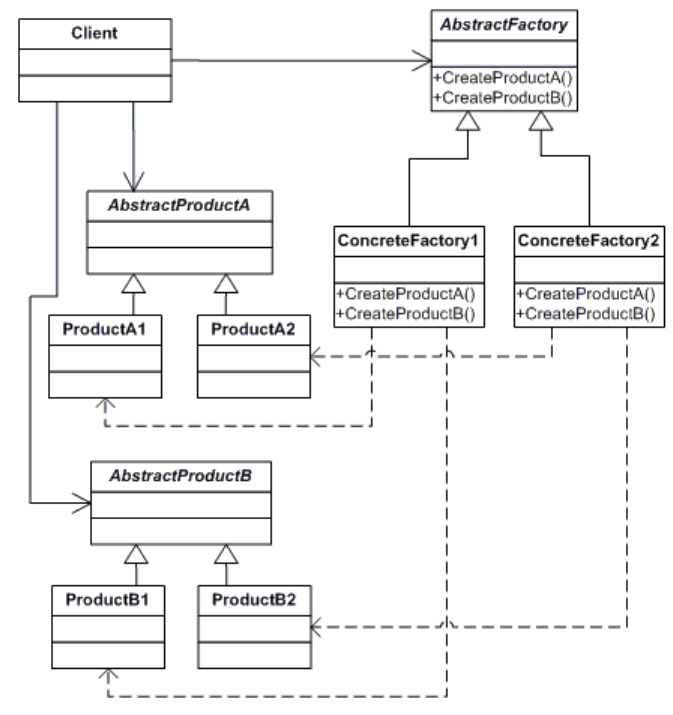 Client
AbstractFactory
+CreateProductA()
+CreateProductB()
AbstractProductA
ConcreteFactory1
+CreateProductA()
+CreateProductB()
ConcreteFactory2
+CreateProductA()
+CreateProductB()
ProductA1
ProductA2
AbstractProductB
ProductB1
ProductB2